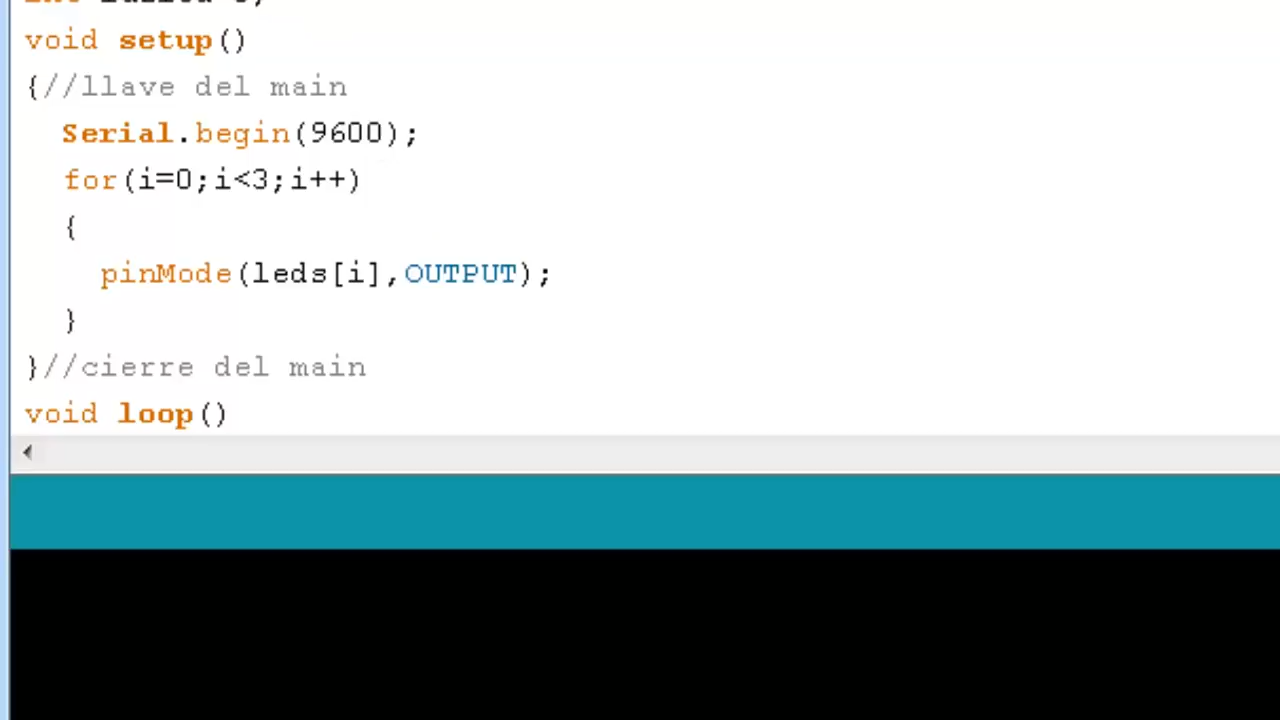 void setup()
{//llave del main
Serial.begin(9600);
for(i=0;i<3;i++)
{
pinMode(leds[i],OUTPUT);
}
}//cierre del main
void loop()